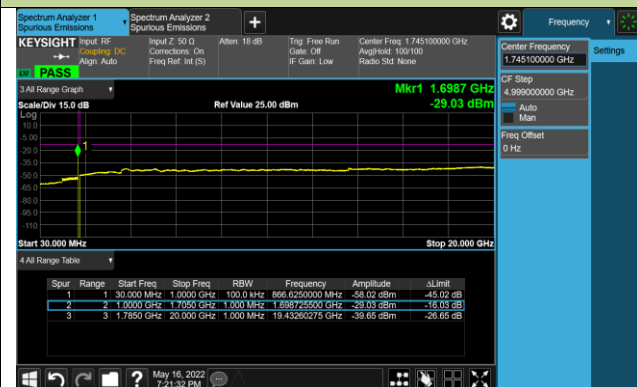 Spectrum Analyzer 1
Spurious Emissions
Spectrum Analyzer 2
Spurious Emissions
+
Frequency
KEYSIGHT
Input: RF
Coupling: DC
Align: Auto
Input Z: 50 Ω
Corrections: On
Freq Ref: Int (S)
Atten: 18 dB
Trig: Free Run
Gate: Off
IF Gain: Low
Center Freq: 1.745100000 GHz
Avg|Hold: 100/100
Radio Std: None
PASS
Center Frequency
1.745100000 GHz
Settings
CF Step
4.999000000 GHz
Auto
Man
Freq Offset
0 Hz
3 All Range Graph
Mkr1 1.6987 GHz
Scale/Div 15.0 dB
Ref Value 25.00 dBm
-29.03 dBm
Log
10.0
-5.00
-20.0
-35.0
-50.0
-65.0
-80.0
-95.0
-110
1
Start 30.000 MHz
Stop 20.000 GHz
4 All Range Table
Spur Range Start Freq Stop Freq RBW Frequency Amplitude ΔLimit
1 1 30.000 MHz 1.0000 GHz 100.0 kHz 866.6250000 MHz -58.02 dBm -45.02 dB
2 2 1.0000 GHz 1.7050 GHz 1.000 MHz 1.698725500 GHz -29.03 dBm -16.03 dB
3 3 1.7850 GHz 20.000 GHz 1.000 MHz 19.43260275 GHz -39.65 dBm -26.65 dB
?
May 16, 2022
7:21:32 PM